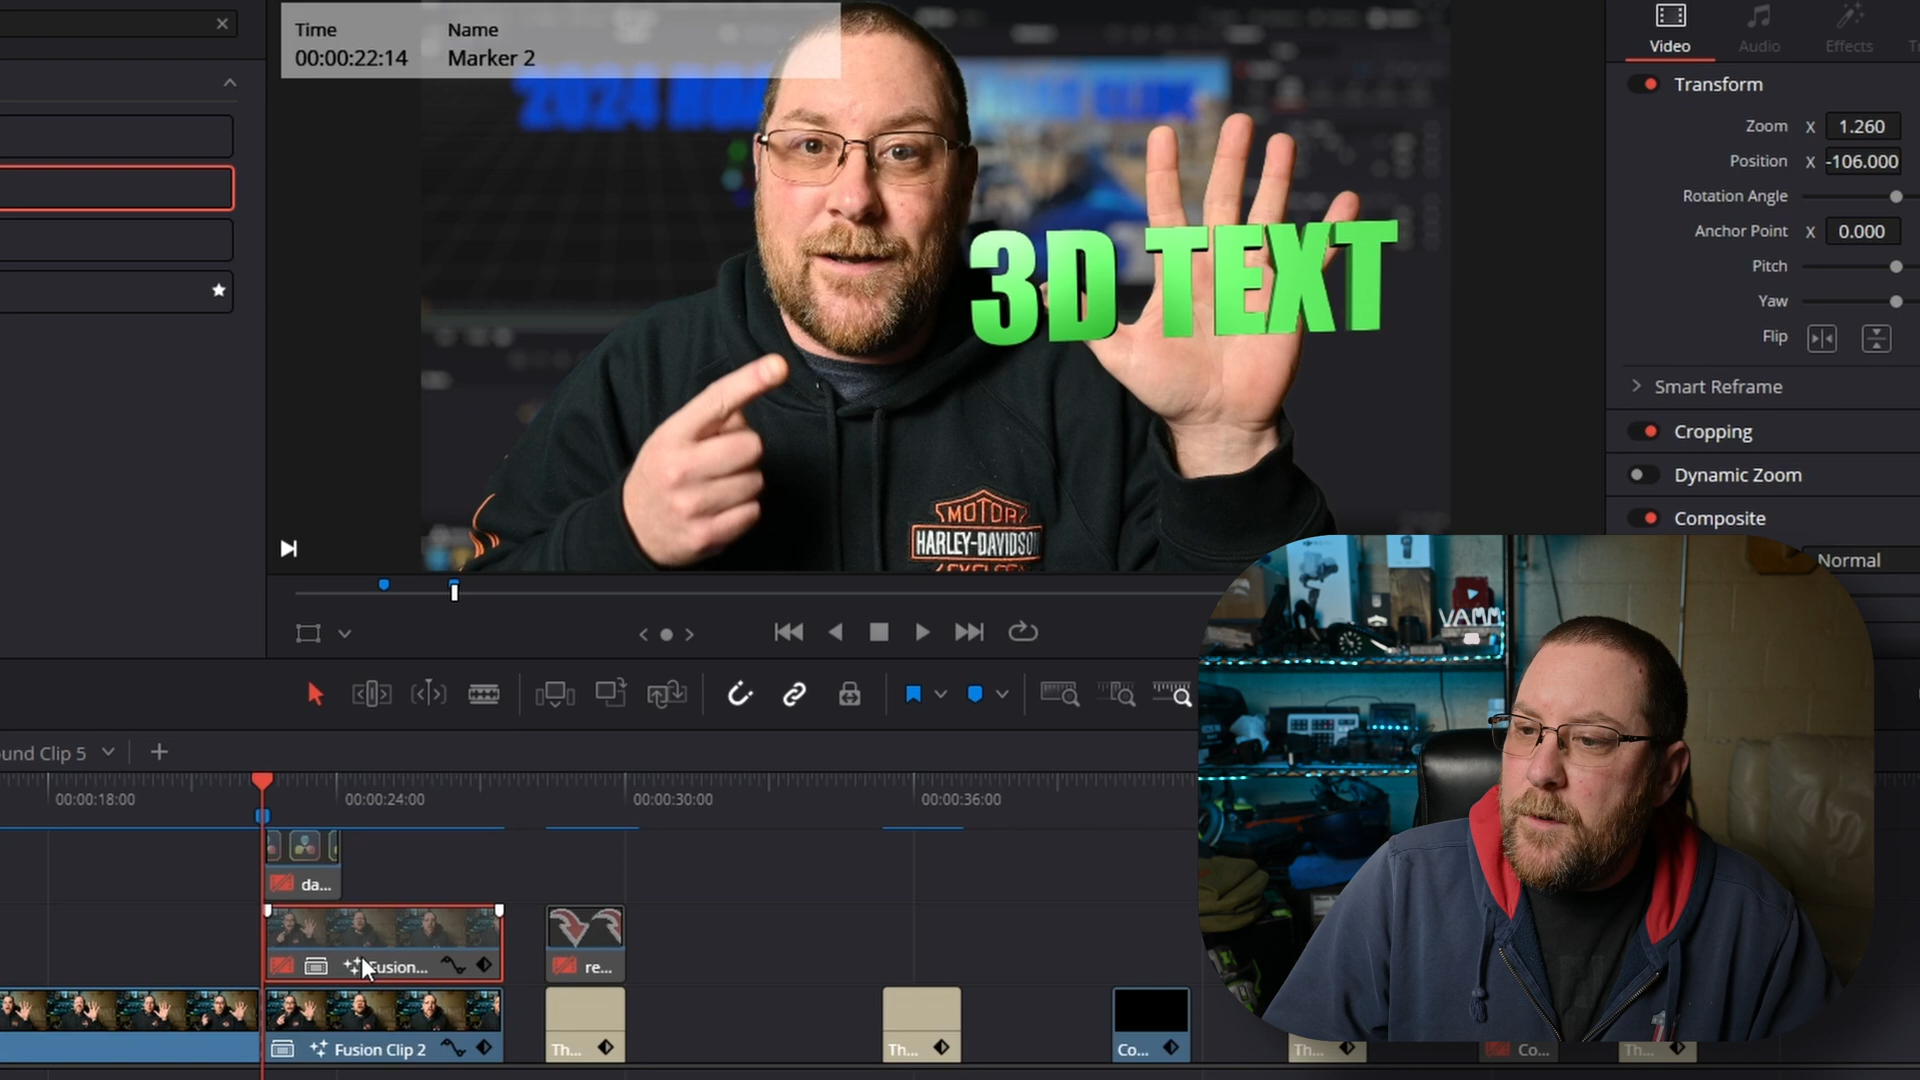 Time Name
00:00:22:14 Marker 2
Video Audio Effects
Transform
Zoom X 1.260
Position X -106.000
Rotation Angle
Anchor Point X 0.000
Pitch
Yaw
Flip
Smart Reframe
Cropping
Dynamic Zoom
Composite
Normal
2024
3D TEXT
MOTOR
HARLEY-DAVIDSO
VAMM
und Clip 5
00:00:18:00 00:00:24:00 00:00:30:00 00:00:36:00
da...
Fusion... re...
Fusion Clip 2 Th... Th... Co... Th... Co... Th...